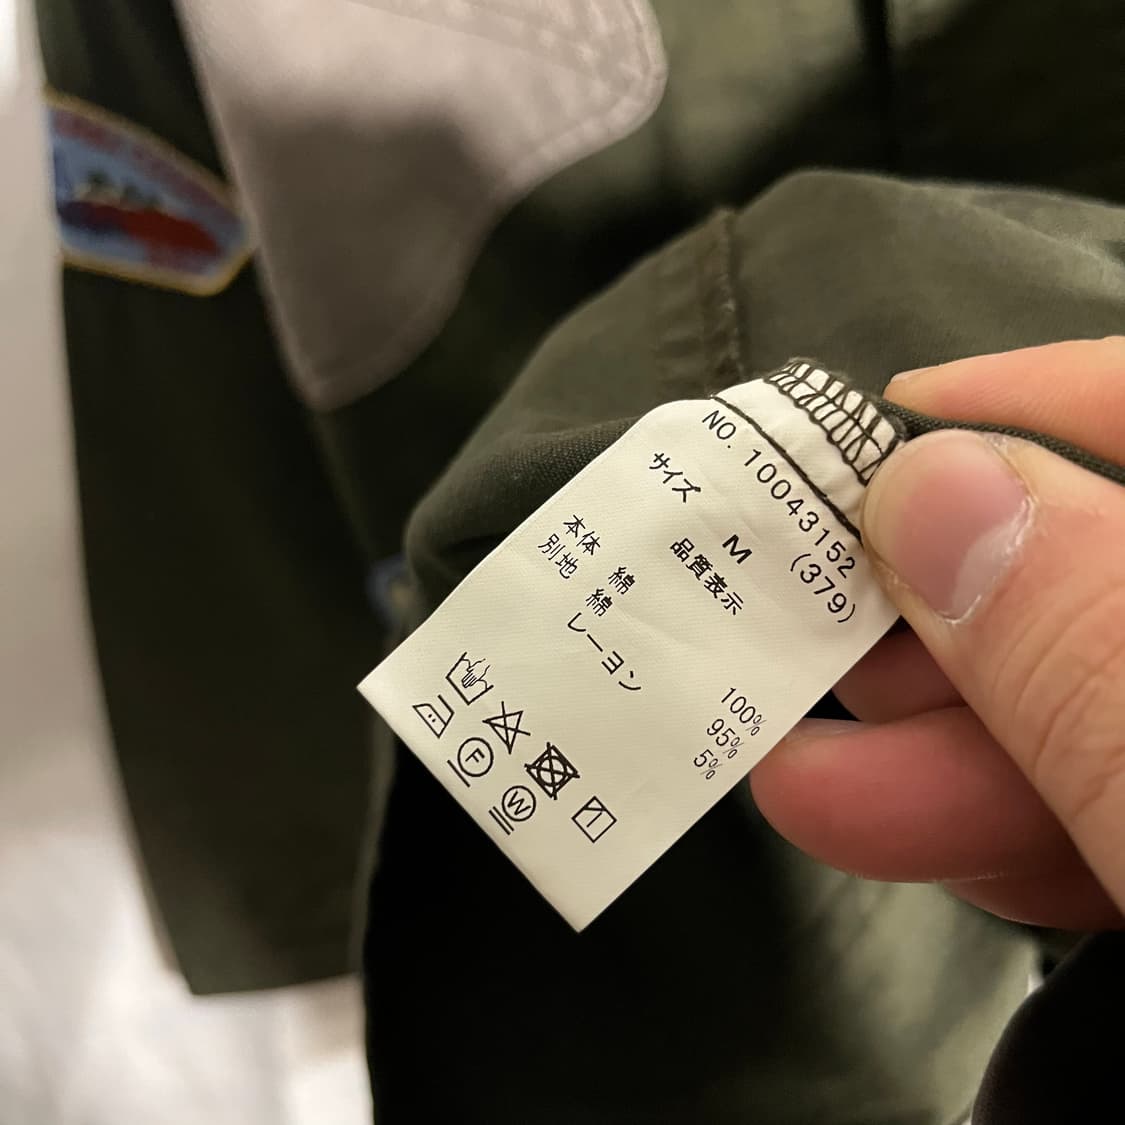 NO. 10043152
(379)
サイズ M
品質表示
本体 綿 100%
別地 綿 95%
レーヨン 5%
F
W